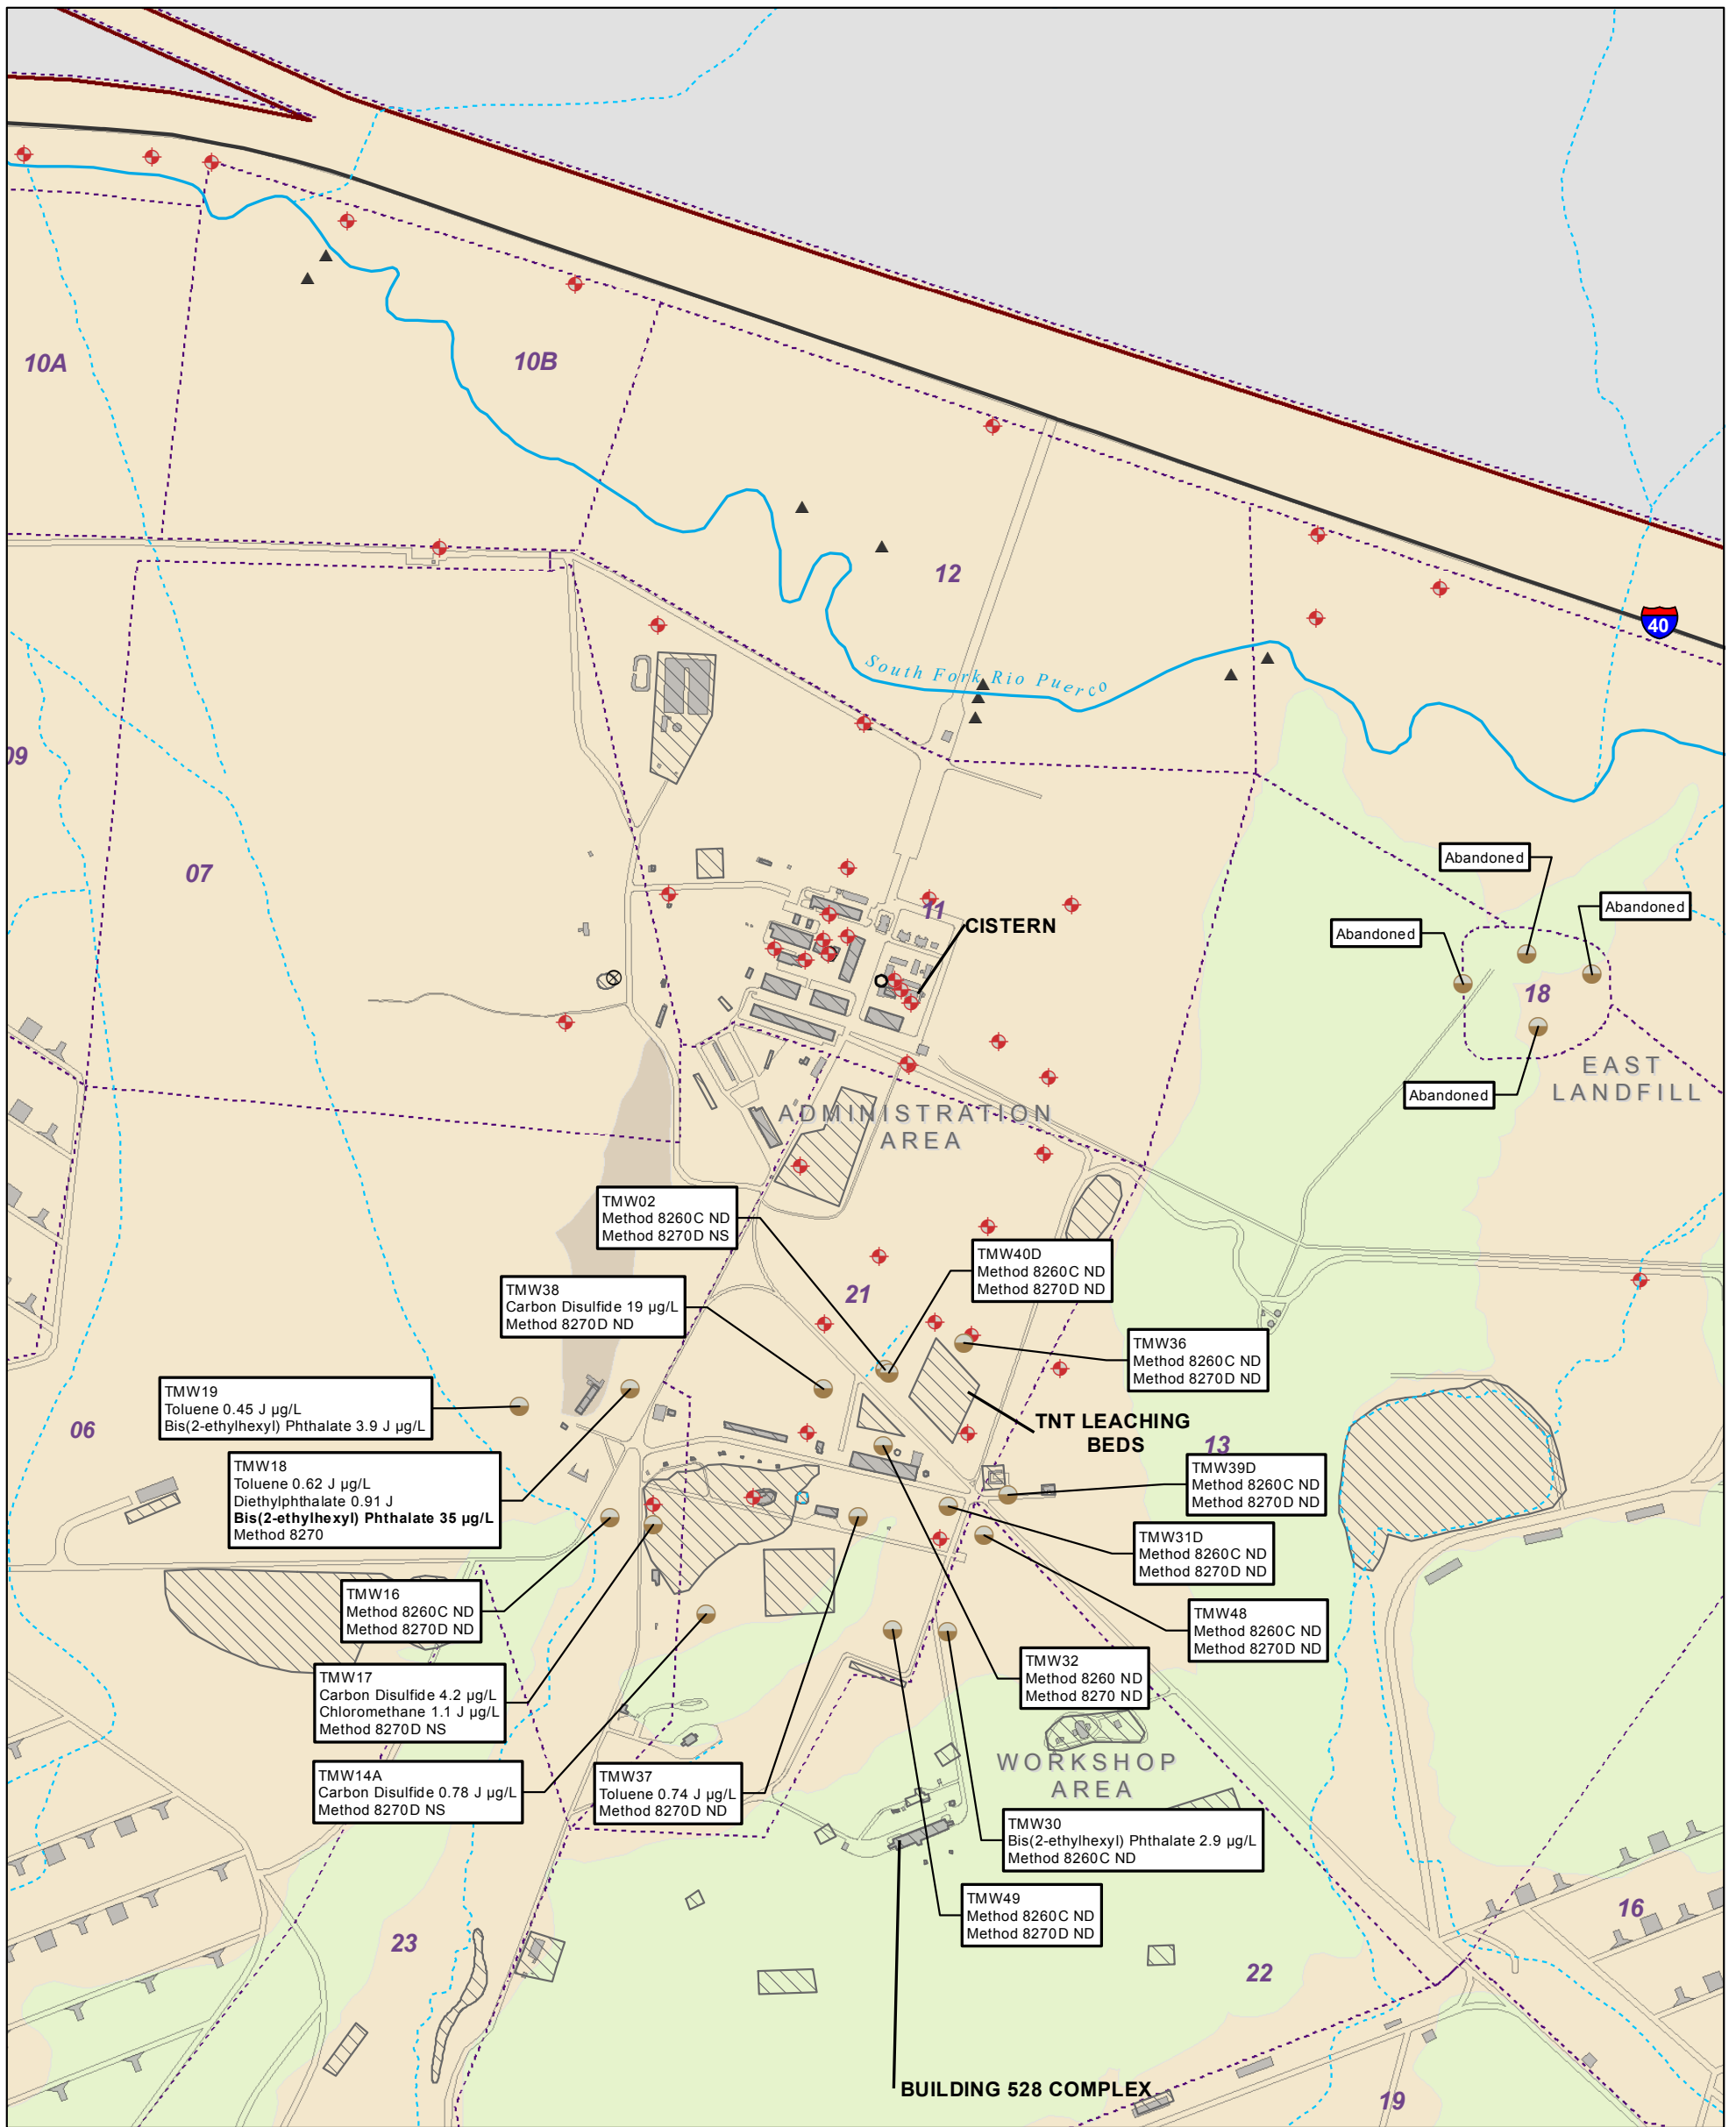 10A
10B
12
40
South Fork Rio Puerco
09
07
11
CISTERN
Abandoned
Abandoned
Abandoned
18
Abandoned
EAST
LANDFILL
ADMINISTRATION
AREA
TMW02
Method 8260C ND
Method 8270D NS
TMW40D
Method 8260C ND
Method 8270D ND
21
TMW38
Carbon Disulfide 19 µg/L
Method 8270D ND
TMW36
Method 8260C ND
Method 8270D ND
TMW19
Toluene 0.45 J µg/L
Bis(2-ethylhexyl) Phthalate 3.9 J µg/L
06
TNT LEACHING
BEDS
13
TMW18
Toluene 0.62 J µg/L
Diethylphthalate 0.91 J
Bis(2-ethylhexyl) Phthalate 35 µg/L
Method 8270
TMW39D
Method 8260C ND
Method 8270D ND
TMW31D
Method 8260C ND
Method 8270D ND
TMW16
Method 8260C ND
Method 8270D ND
TMW48
Method 8260C ND
Method 8270D ND
TMW32
Method 8260 ND
Method 8270 ND
TMW17
Carbon Disulfide 4.2 µg/L
Chloromethane 1.1 J µg/L
Method 8270D NS
WORKSHOP
AREA
TMW14A
Carbon Disulfide 0.78 J µg/L
Method 8270D NS
TMW37
Toluene 0.74 J µg/L
Method 8270D ND
TMW30
Bis(2-ethylhexyl) Phthalate 2.9 µg/L
Method 8260C ND
TMW49
Method 8260C ND
Method 8270D ND
16
23
22
BUILDING 528 COMPLEX
19